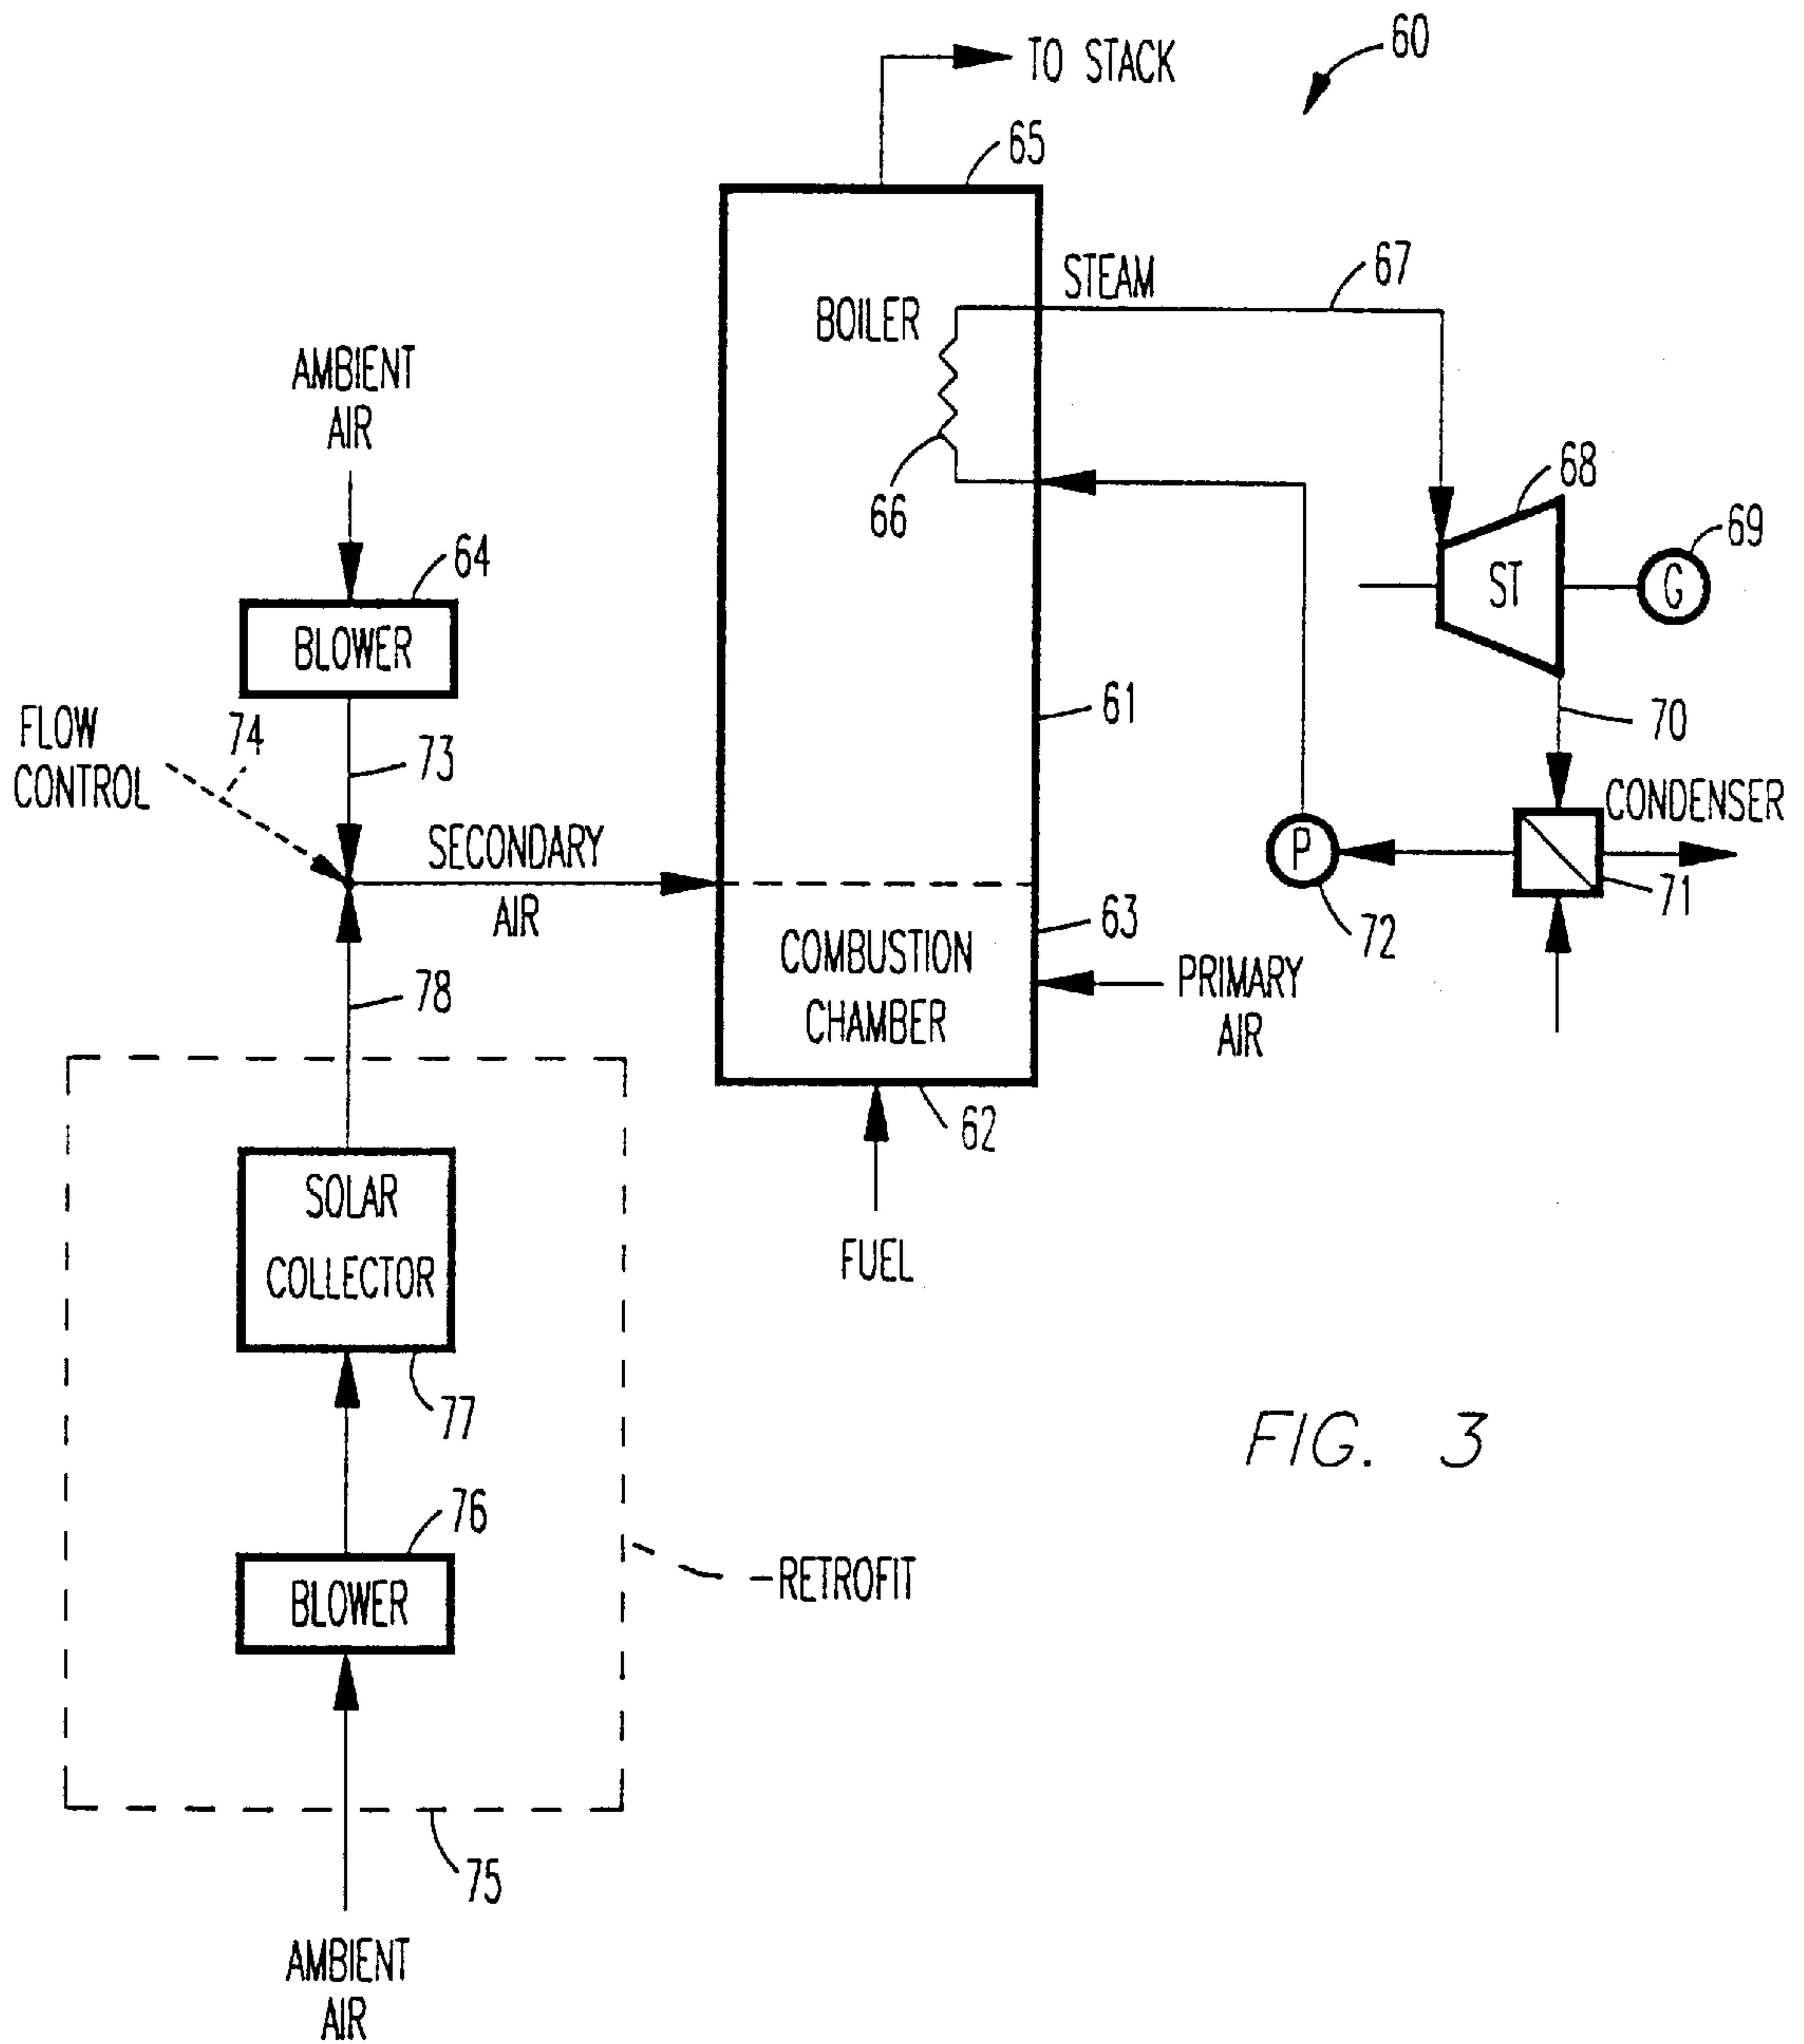 TO STACK
60
65
STEAM
67
BOILER
AMBIENT
AIR
66
68
69
64
BLOWER
ST
G
FLOW
CONTROL
74
73
61
70
CONDENSER
SECONDARY
AIR
P
72
71
63
COMBUSTION
CHAMBER
PRIMARY
AIR
78
62
FUEL
SOLAR
COLLECTOR
77
FIG. 3
76
BLOWER
RETROFIT
75
AMBIENT
AIR